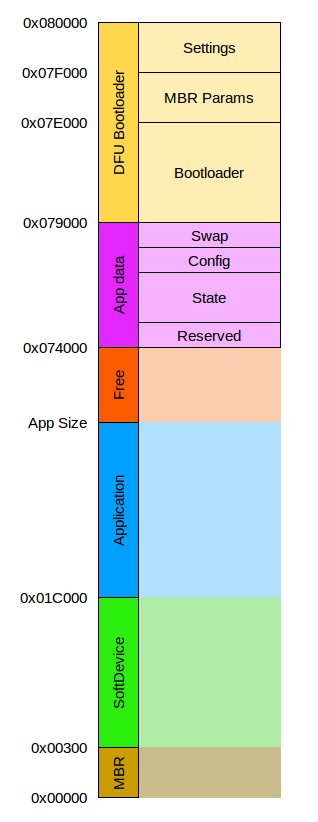 0x080000
Settings
0x07F000
MBR Params
0x07E000
DFU Bootloader
Bootloader
0x079000
Swap
Config
App data
State
Reserved
0x074000
Free
App Size
Application
0x01C000
SoftDevice
0x00300
MBR
0x00000